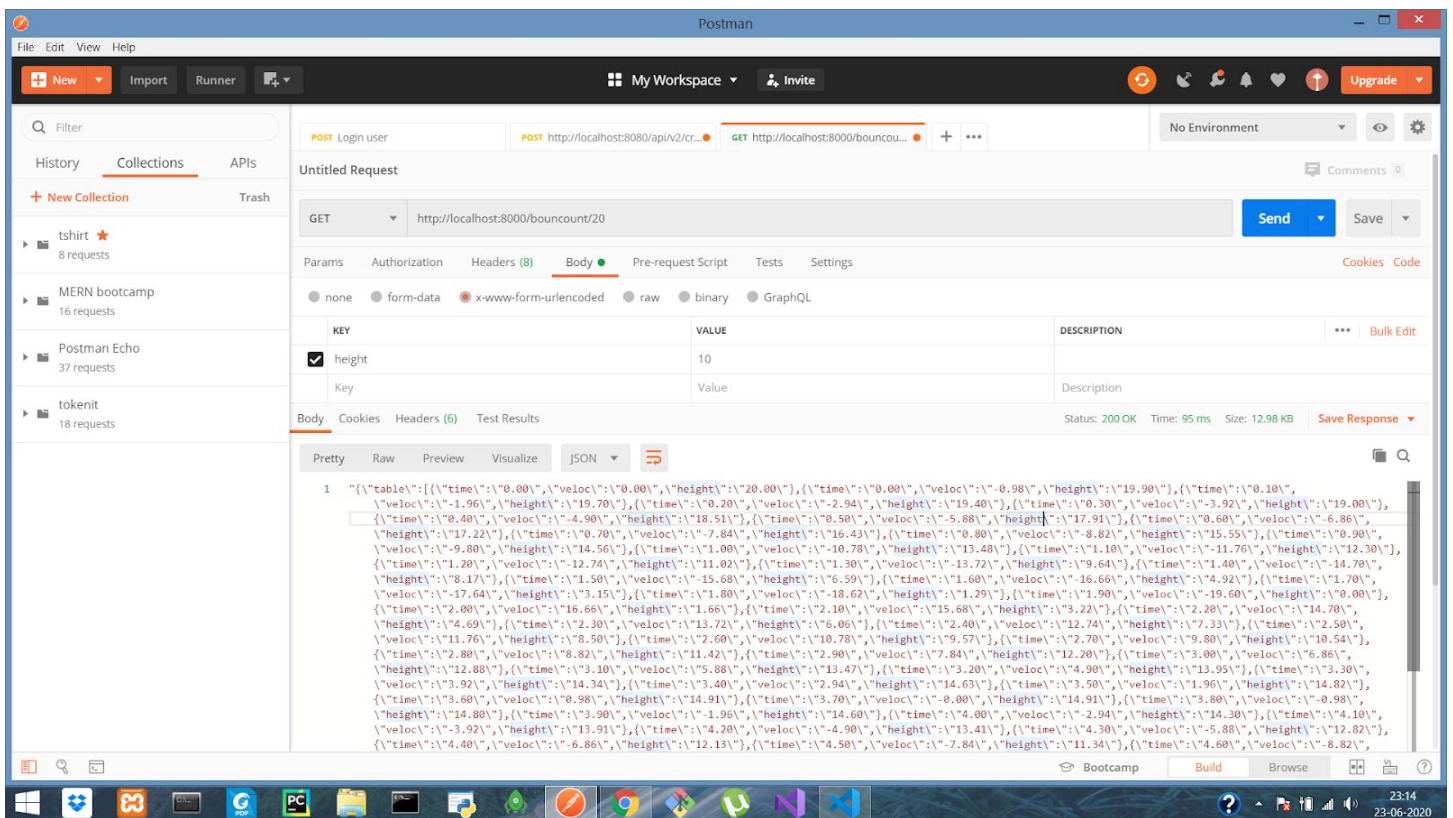 Postman
File Edit View Help
New Import Runner My Workspace Invite Upgrade
Filter
History Collections APIs
+ New Collection Trash
tshirt
8 requests
MERN bootcamp
16 requests
Postman Echo
37 requests
tokenit
18 requests
POST Login user POST http://localhost:8080/api/v2/cr... GET http://localhost:8000/bouncou... + ••• No Environment
Untitled Request Comments 0
GET http://localhost:8000/bouncount/20 Send Save
Params Authorization Headers (8) Body Pre-request Script Tests Settings Cookies Code
none form-data x-www-form-urlencoded raw binary GraphQL
KEY VALUE DESCRIPTION ••• Bulk Edit
height 10
Key Value Description
Body Cookies Headers (6) Test Results Status: 200 OK Time: 95 ms Size: 12.98 KB Save Response
Pretty Raw Preview Visualize JSON
1 "{\"table\":[{\"time\":\"0.00\",\"veloc\":\"0.00\",\"height\":\"20.00\"},{\"time\":\"0.00\",\"veloc\":\"-0.98\",\"height\":\"19.90\"},{\"time\":\"0.10\",
\"veloc\":\"-1.96\",\"height\":\"19.70\"},{\"time\":\"0.20\",\"veloc\":\"-2.94\",\"height\":\"19.40\"},{\"time\":\"0.30\",\"veloc\":\"-3.92\",\"height\":\"19.00\"},
{\"time\":\"0.40\",\"veloc\":\"-4.90\",\"height\":\"18.51\"},{\"time\":\"0.50\",\"veloc\":\"-5.88\",\"height\":\"17.91\"},{\"time\":\"0.60\",\"veloc\":\"-6.86\",
\"height\":\"17.22\"},{\"time\":\"0.70\",\"veloc\":\"-7.84\",\"height\":\"16.43\"},{\"time\":\"0.80\",\"veloc\":\"-8.82\",\"height\":\"15.55\"},{\"time\":\"0.90\",
\"veloc\":\"-9.80\",\"height\":\"14.56\"},{\"time\":\"1.00\",\"veloc\":\"-10.78\",\"height\":\"13.48\"},{\"time\":\"1.10\",\"veloc\":\"-11.76\",\"height\":\"12.30\"},
{\"time\":\"1.20\",\"veloc\":\"-12.74\",\"height\":\"11.02\"},{\"time\":\"1.30\",\"veloc\":\"-13.72\",\"height\":\"9.64\"},{\"time\":\"1.40\",\"veloc\":\"-14.70\",
\"height\":\"8.17\"},{\"time\":\"1.50\",\"veloc\":\"-15.68\",\"height\":\"6.59\"},{\"time\":\"1.60\",\"veloc\":\"-16.66\",\"height\":\"4.92\"},{\"time\":\"1.70\",
\"veloc\":\"-17.64\",\"height\":\"3.15\"},{\"time\":\"1.80\",\"veloc\":\"-18.62\",\"height\":\"1.29\"},{\"time\":\"1.90\",\"veloc\":\"-19.60\",\"height\":\"0.00\"},
{\"time\":\"2.00\",\"veloc\":\"16.66\",\"height\":\"1.66\"},{\"time\":\"2.10\",\"veloc\":\"15.68\",\"height\":\"3.22\"},{\"time\":\"2.20\",\"veloc\":\"14.70\",
\"height\":\"4.69\"},{\"time\":\"2.30\",\"veloc\":\"13.72\",\"height\":\"6.06\"},{\"time\":\"2.40\",\"veloc\":\"12.74\",\"height\":\"7.33\"},{\"time\":\"2.50\",
\"veloc\":\"11.76\",\"height\":\"8.50\"},{\"time\":\"2.60\",\"veloc\":\"10.78\",\"height\":\"9.57\"},{\"time\":\"2.70\",\"veloc\":\"9.80\",\"height\":\"10.54\"},
{\"time\":\"2.80\",\"veloc\":\"8.82\",\"height\":\"11.42\"},{\"time\":\"2.90\",\"veloc\":\"7.84\",\"height\":\"12.20\"},{\"time\":\"3.00\",\"veloc\":\"6.86\",
\"height\":\"12.88\"},{\"time\":\"3.10\",\"veloc\":\"5.88\",\"height\":\"13.47\"},{\"time\":\"3.20\",\"veloc\":\"4.90\",\"height\":\"13.95\"},{\"time\":\"3.30\",
\"veloc\":\"3.92\",\"height\":\"14.34\"},{\"time\":\"3.40\",\"veloc\":\"2.94\",\"height\":\"14.63\"},{\"time\":\"3.50\",\"veloc\":\"1.96\",\"height\":\"14.82\"},
{\"time\":\"3.60\",\"veloc\":\"0.98\",\"height\":\"14.91\"},{\"time\":\"3.70\",\"veloc\":\"-0.00\",\"height\":\"14.91\"},{\"time\":\"3.80\",\"veloc\":\"-0.98\",
\"height\":\"14.80\"},{\"time\":\"3.90\",\"veloc\":\"-1.96\",\"height\":\"14.60\"},{\"time\":\"4.00\",\"veloc\":\"-2.94\",\"height\":\"14.30\"},{\"time\":\"4.10\",
\"veloc\":\"-3.92\",\"height\":\"13.91\"},{\"time\":\"4.20\",\"veloc\":\"-4.90\",\"height\":\"13.41\"},{\"time\":\"4.30\",\"veloc\":\"-5.88\",\"height\":\"12.82\"},
{\"time\":\"4.40\",\"veloc\":\"-6.86\",\"height\":\"12.13\"},{\"time\":\"4.50\",\"veloc\":\"-7.84\",\"height\":\"11.34\"},{\"time\":\"4.60\",\"veloc\":\"-8.82\",
Bootcamp Build Browse
23:14
23-06-2020